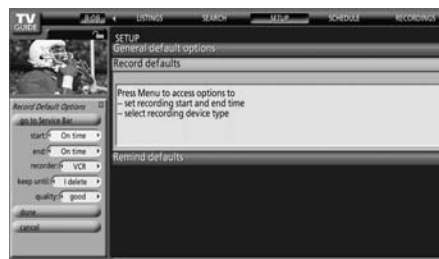 TV GUIDE
8:08 LISTINGS SEARCH SETUP SCHEDULE RECORDINGS
SETUP
General default options
Record defaults
Press Menu to access options to
– set recording start and end time
– select recording device type
Remind defaults
Record Default Options
go to Service Bar
start: On time
end: On time
recorder: VCR
keep until: I delete
quality: good
done
cancel